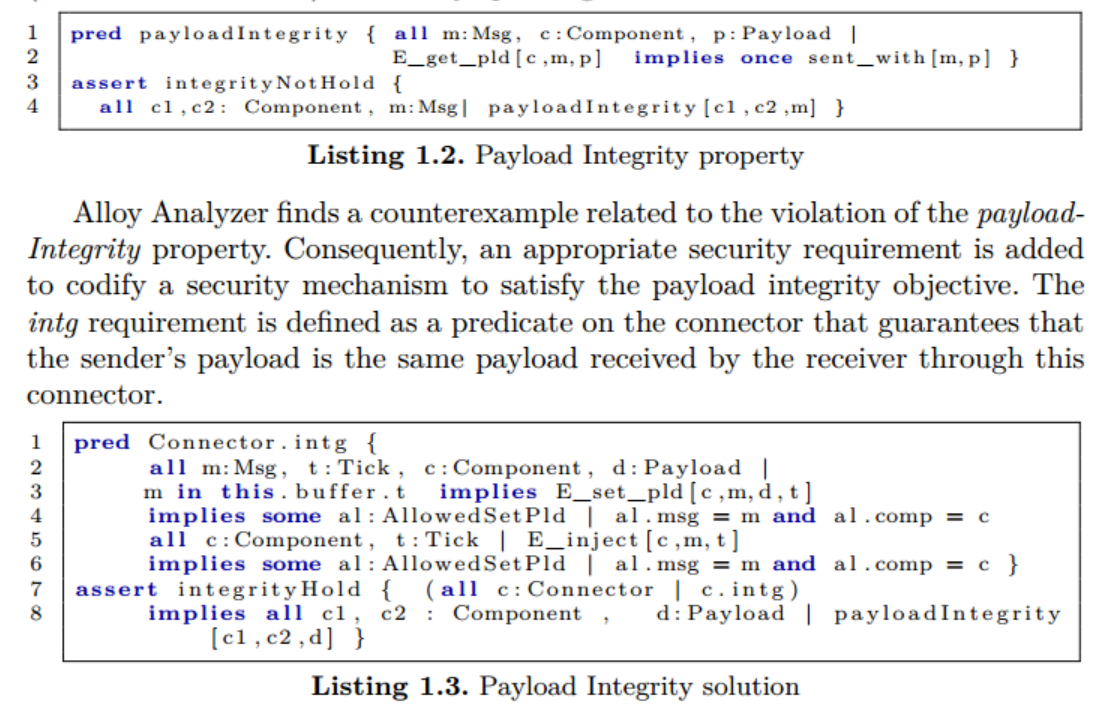 1 pred payloadIntegrity { all m:Msg, c:Component, p:Payload |
2 E_get_pld[c,m,p] implies once sent_with[m,p] }
3 assert integrityNotHold {
4 all c1,c2: Component, m:Msg| payloadIntegrity[c1,c2,m] }
Listing 1.2. Payload Integrity property
Alloy Analyzer finds a counterexample related to the violation of the payload-
Integrity property. Consequently, an appropriate security requirement is added
to codify a security mechanism to satisfy the payload integrity objective. The
intg requirement is defined as a predicate on the connector that guarantees that
the sender's payload is the same payload received by the receiver through this
connector.
1 pred Connector.intg {
2 all m:Msg, t:Tick, c:Component, d:Payload |
3 m in this.buffer.t implies E_set_pld[c,m,d,t]
4 implies some al:AllowedSetPld | al.msg = m and al.comp = c
5 all c:Component, t:Tick | E_inject[c,m,t]
6 implies some al:AllowedSetPld | al.msg = m and al.comp = c }
7 assert integrityHold { (all c:Connector | c.intg)
8 implies all c1, c2 : Component , d:Payload | payloadIntegrity
[c1,c2,d] }
Listing 1.3. Payload Integrity solution